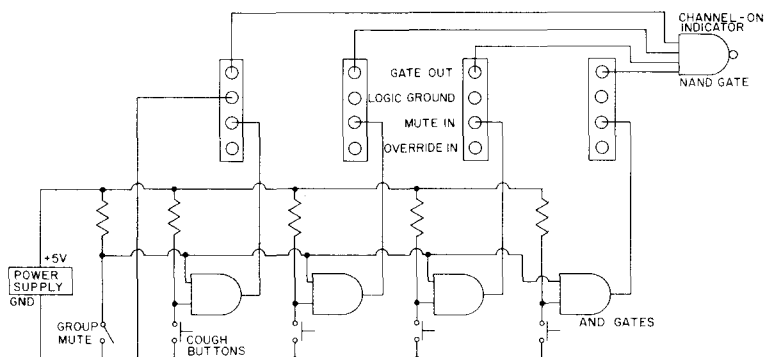 CHANNEL-ON
INDICATOR
NAND GATE
GATE OUT
LOGIC GROUND
MUTE IN
OVERRIDE IN
+5V
POWER
SUPPLY
GND
GROUP
MUTE
COUGH
BUTTONS
AND GATES